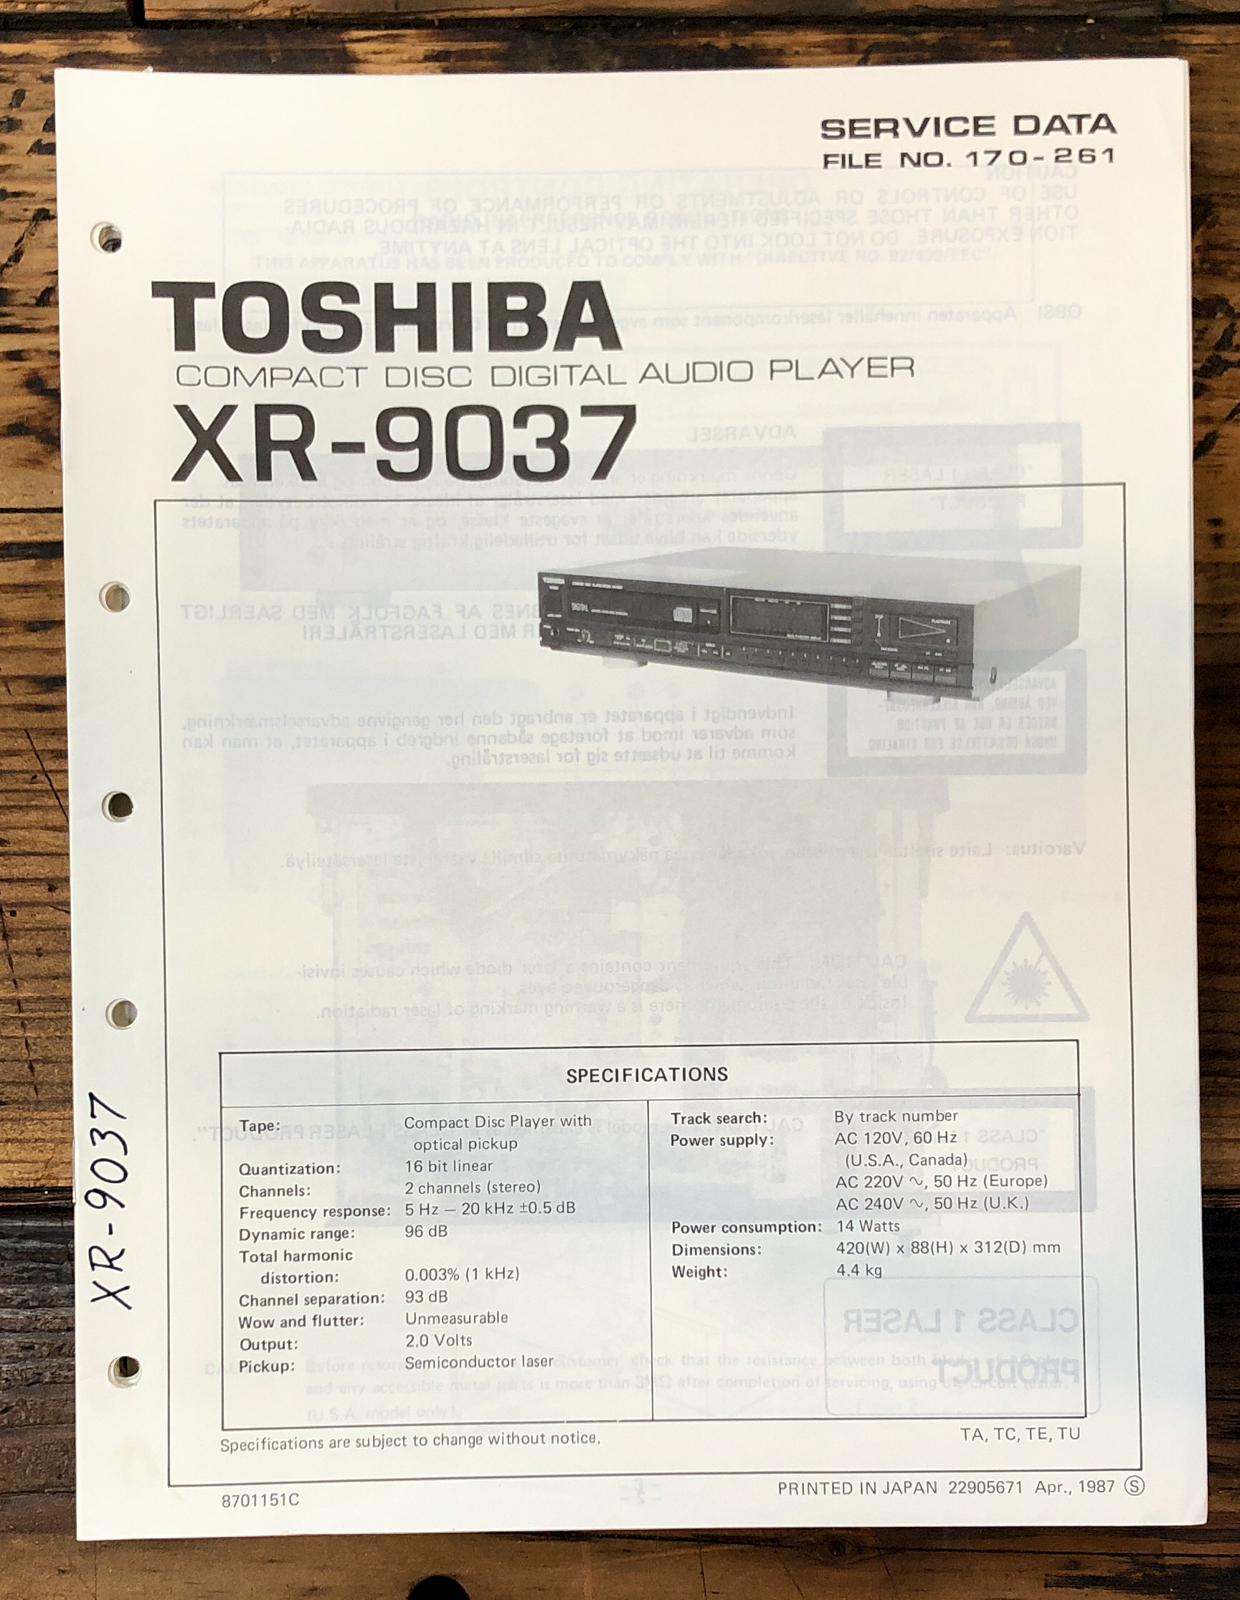 SERVICE DATA
FILE NO. 170-261
TOSHIBA
COMPACT DISC DIGITAL AUDIO PLAYER
XR-9037
TOSHIBA
SPECIFICATIONS
Tape: Compact Disc Player with
optical pickup
Quantization: 16 bit linear
Channels: 2 channels (stereo)
Frequency response: 5 Hz — 20 kHz ±0.5 dB
Dynamic range: 96 dB
Total harmonic
distortion: 0.003% (1 kHz)
Channel separation: 93 dB
Wow and flutter: Unmeasurable
Output: 2.0 Volts
Pickup: Semiconductor laser
Track search: By track number
Power supply: AC 120V, 60 Hz
(U.S.A., Canada)
AC 220V ∿, 50 Hz (Europe)
AC 240V ∿, 50 Hz (U.K.)
Power consumption: 14 Watts
Dimensions: 420(W) x 88(H) x 312(D) mm
Weight: 4.4 kg
Specifications are subject to change without notice.
TA, TC, TE, TU
8701151C
PRINTED IN JAPAN 22905671 Apr., 1987 Ⓢ
XR-9037